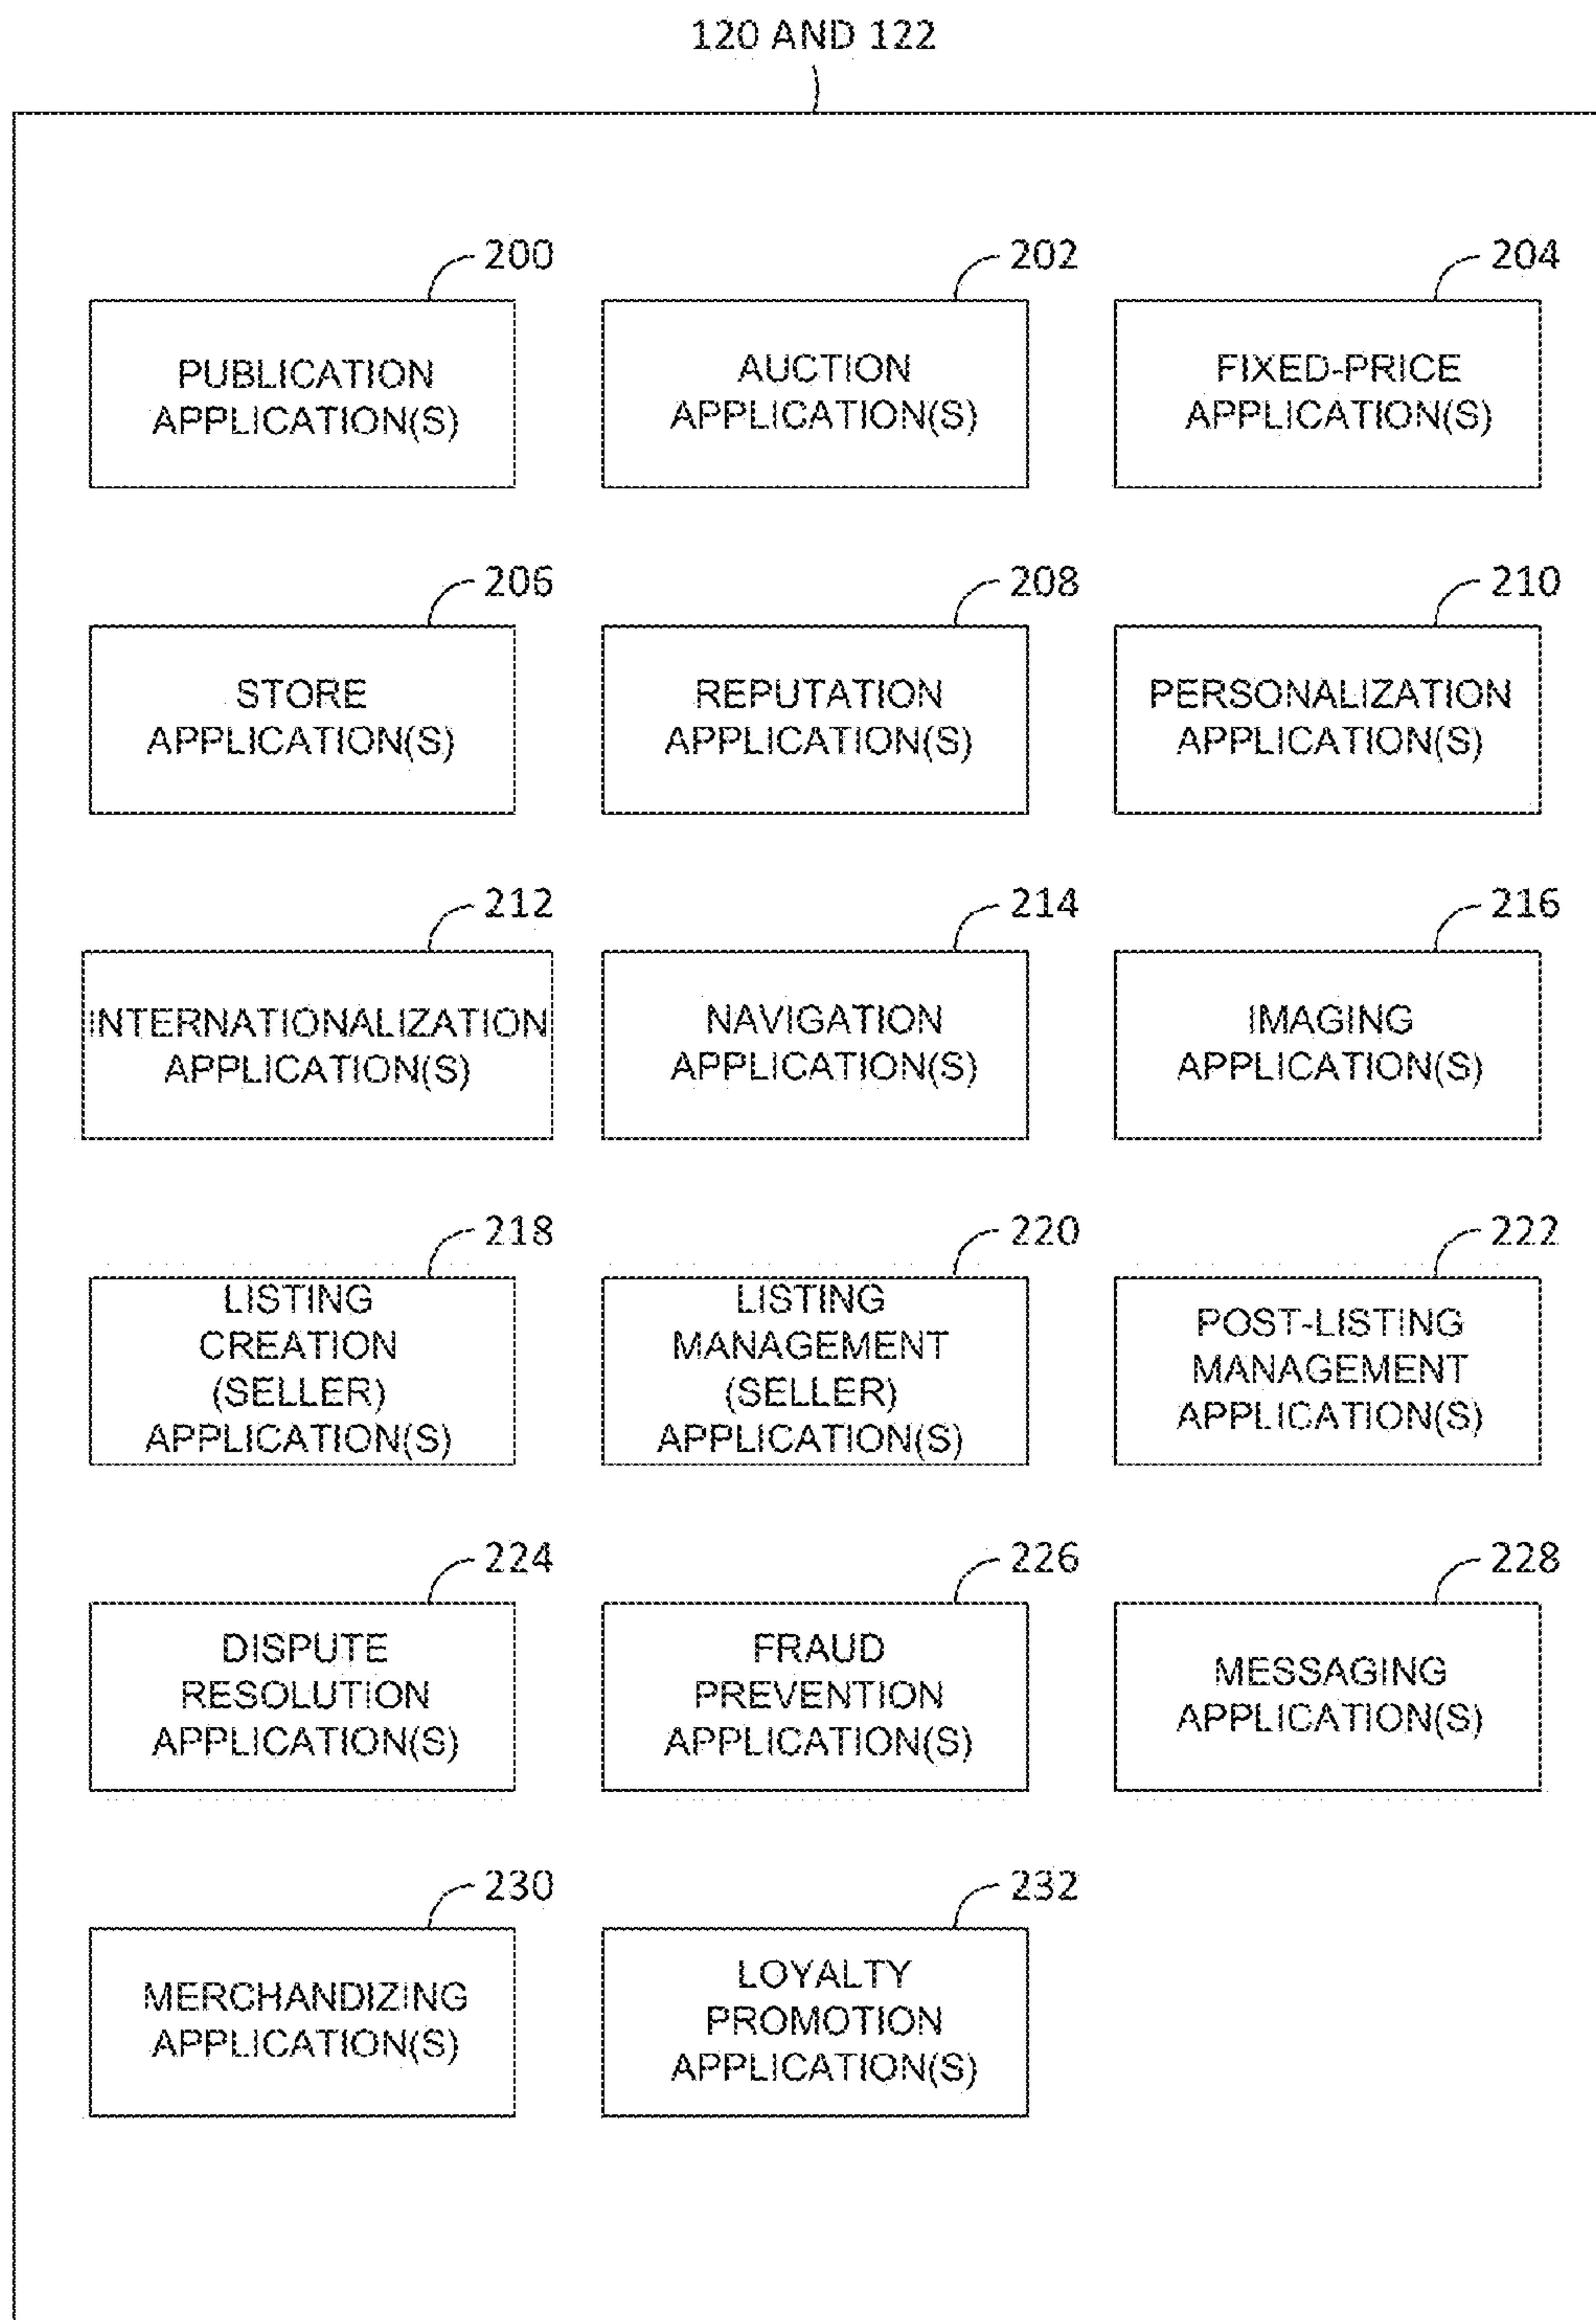 120 AND 122
200
PUBLICATION
APPLICATION(S)
202
AUCTION
APPLICATION(S)
204
FIXED-PRICE
APPLICATION(S)
206
STORE
APPLICATION(S)
208
REPUTATION
APPLICATION(S)
210
PERSONALIZATION
APPLICATION(S)
212
INTERNATIONALIZATION
APPLICATION(S)
214
NAVIGATION
APPLICATION(S)
216
IMAGING
APPLICATION(S)
218
LISTING
CREATION
(SELLER)
APPLICATION(S)
220
LISTING
MANAGEMENT
(SELLER)
APPLICATION(S)
222
POST-LISTING
MANAGEMENT
APPLICATION(S)
224
DISPUTE
RESOLUTION
APPLICATION(S)
226
FRAUD
PREVENTION
APPLICATION(S)
228
MESSAGING
APPLICATION(S)
230
MERCHANDIZING
APPLICATION(S)
232
LOYALTY
PROMOTION
APPLICATION(S)